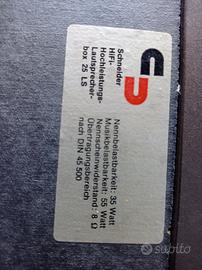 Schneider
HiFi-
Hochleistungs-
Lautsprecher-
box 25 LS
Nennbelastbarkeit: 35 Watt
Musikbelastbarkeit: 55 Watt
Nennscheinwiderstand: 8 Ω
Übertragungsbereich
nach DIN 45 500
subito